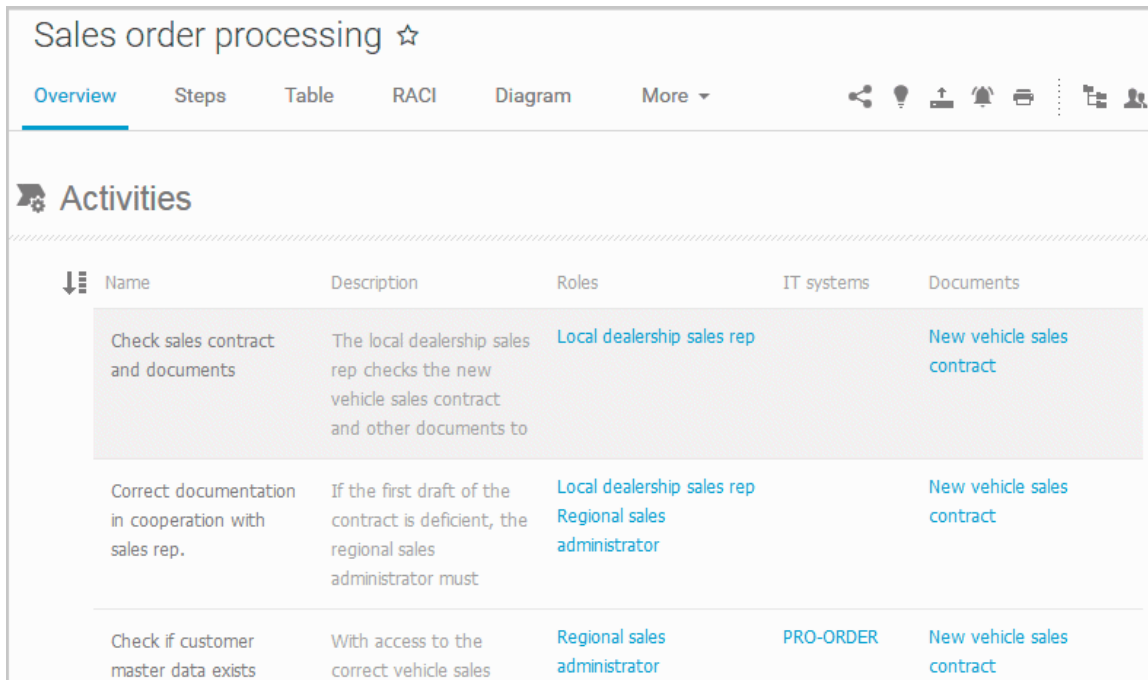 Sales order processing
Overview Steps Table RACI Diagram More
Activities
Name Description Roles IT systems Documents
Check sales contract
and documents
The local dealership sales
rep checks the new
vehicle sales contract
and other documents to
Local dealership sales rep
New vehicle sales
contract
Correct documentation
in cooperation with
sales rep.
If the first draft of the
contract is deficient, the
regional sales
administrator must
Local dealership sales rep
Regional sales
administrator
New vehicle sales
contract
Check if customer
master data exists
With access to the
correct vehicle sales
Regional sales
administrator
PRO-ORDER
New vehicle sales
contract